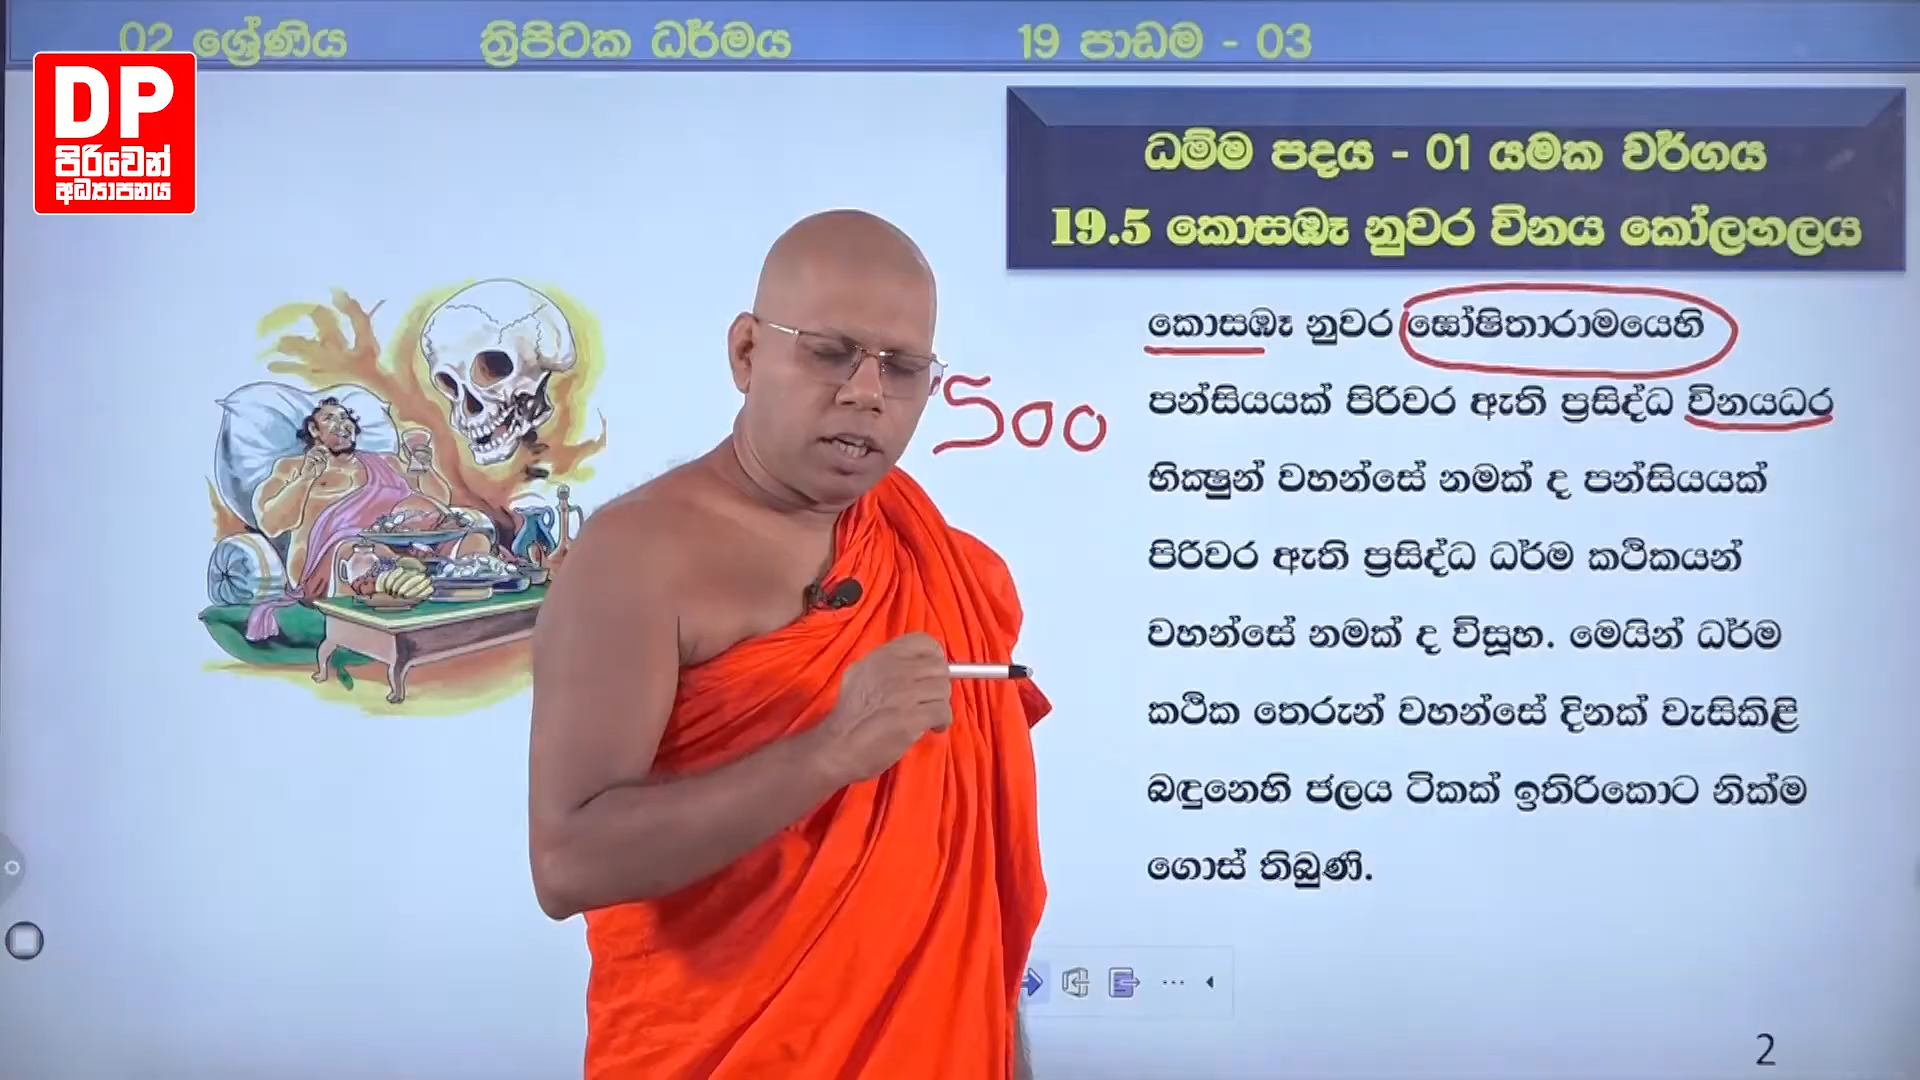 02 ශ්‍රේණිය ත්‍රිපිටක ධර්මය 19 පාඩම - 03
DP
පිරිවෙන්
අධ්‍යාපනය
ධම්ම පදය - 01 යමක වර්ගය
19.5 කොසඹෑ නුවර විනය කෝලහලය
කොසඹෑ නුවර ඝෝෂිතාරාමයෙහි
500
පන්සියයක් පිරිවර ඇති ප්‍රසිද්ධ විනයධර
භික්ෂුන් වහන්සේ නමක් ද පන්සියයක්
පිරිවර ඇති ප්‍රසිද්ධ ධර්ම කථිකයන්
වහන්සේ නමක් ද විසූහ. මෙයින් ධර්ම
කථික තෙරුන් වහන්සේ දිනක් වැසිකිළි
බඳුනෙහි ජලය ටිකක් ඉතිරිකොට නික්ම
ගොස් තිබුණි.
2